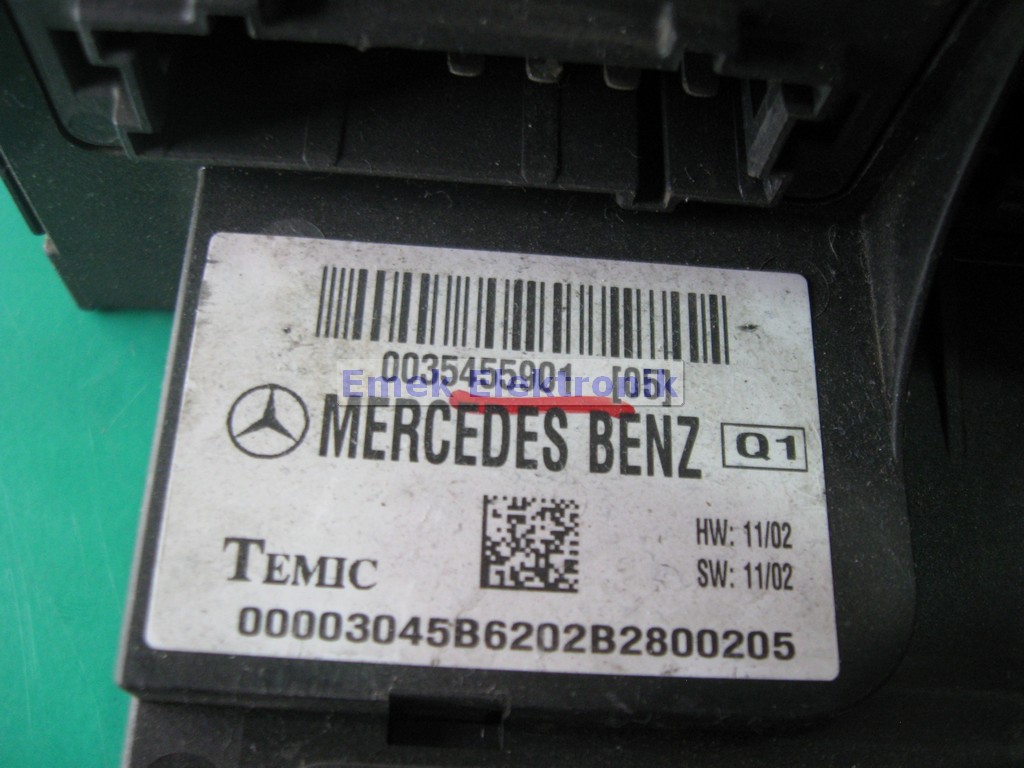 0035455901 [05]
Emek Elektronik
MERCEDES BENZ Q1
HW: 11/02
TEMIC
SW: 11/02
00003045B6202B2800205